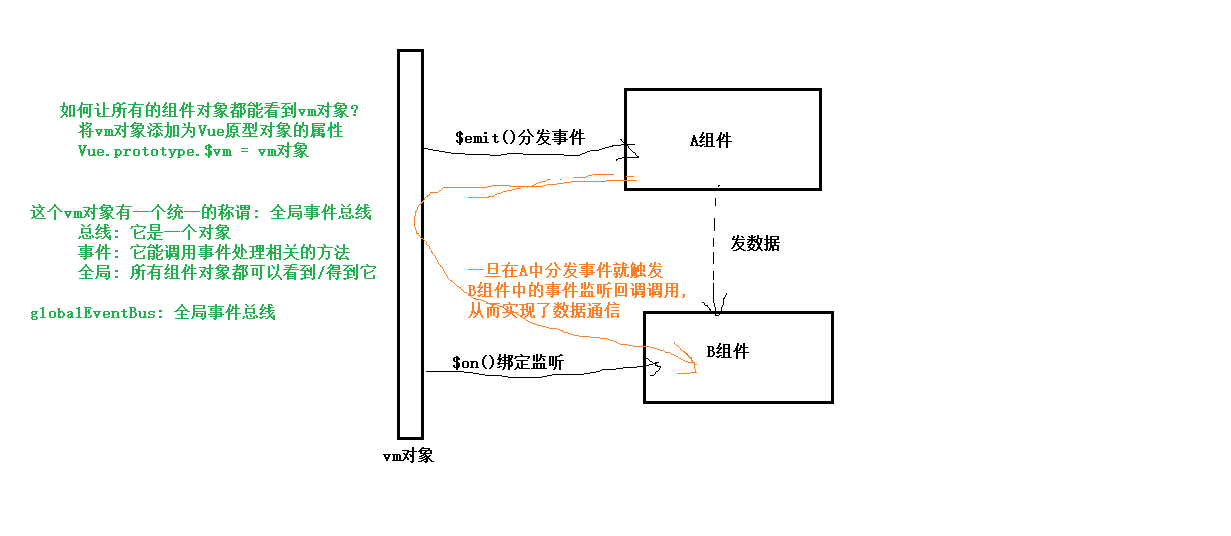 如何让所有的组件对象都能看到vm对象?
将vm对象添加为Vue原型对象的属性
Vue.prototype.$vm = vm对象
这个vm对象有一个统一的称谓: 全局事件总线
总线: 它是一个对象
事件: 它能调用事件处理相关的方法
全局: 所有组件对象都可以看到/得到它
globalEventBus: 全局事件总线
$emit()分发事件
A组件
发数据
一旦在A中分发事件就触发
B组件中的事件监听回调调用,
从而实现了数据通信
B组件
$on()绑定监听
vm对象